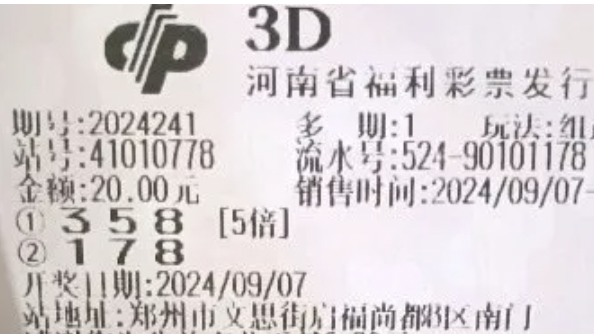 3D
河南省福利彩票发行
期号:2024241 多 期:1 玩法:组
站号:41010778 流水号:524-90101178
金额:20.00元 销售时间:2024/09/07-
① 3 5 8 [5倍]
② 1 7 8
开奖日期:2024/09/07
站地址:郑州市文思街启福尚都B区南门